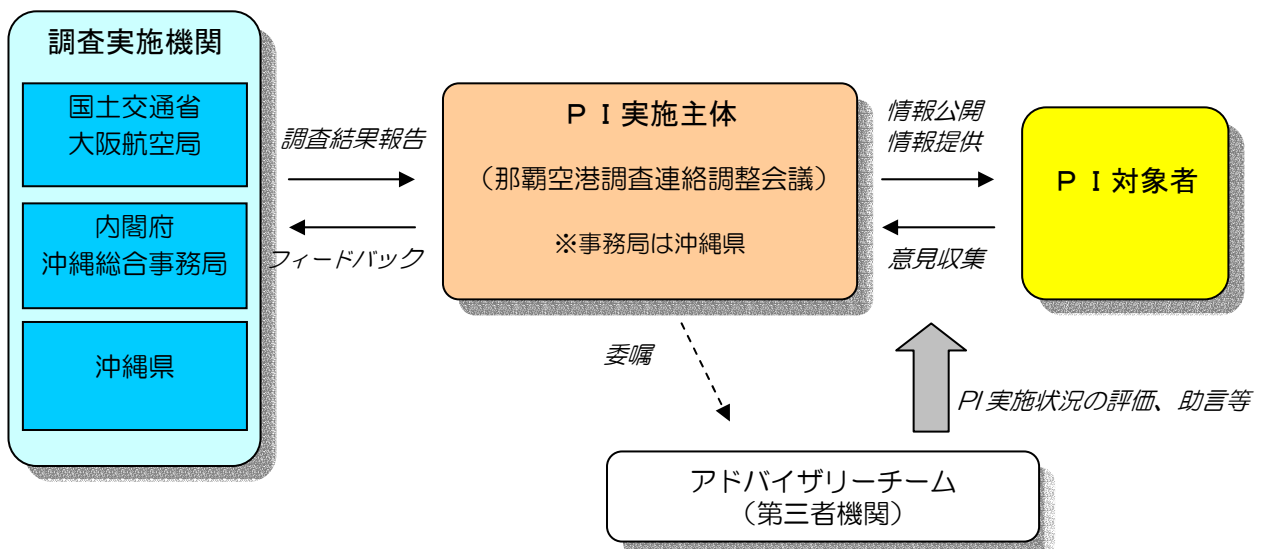 調査実施機関
国土交通省
大阪航空局
内閣府
沖縄総合事務局
沖縄県
調査結果報告
フィードバック
ＰＩ実施主体
（那覇空港調査連絡調整会議）
※事務局は沖縄県
情報公開
情報提供
意見収集
ＰＩ対象者
委嘱
PI実施状況の評価、助言等
アドバイザリーチーム
（第三者機関）